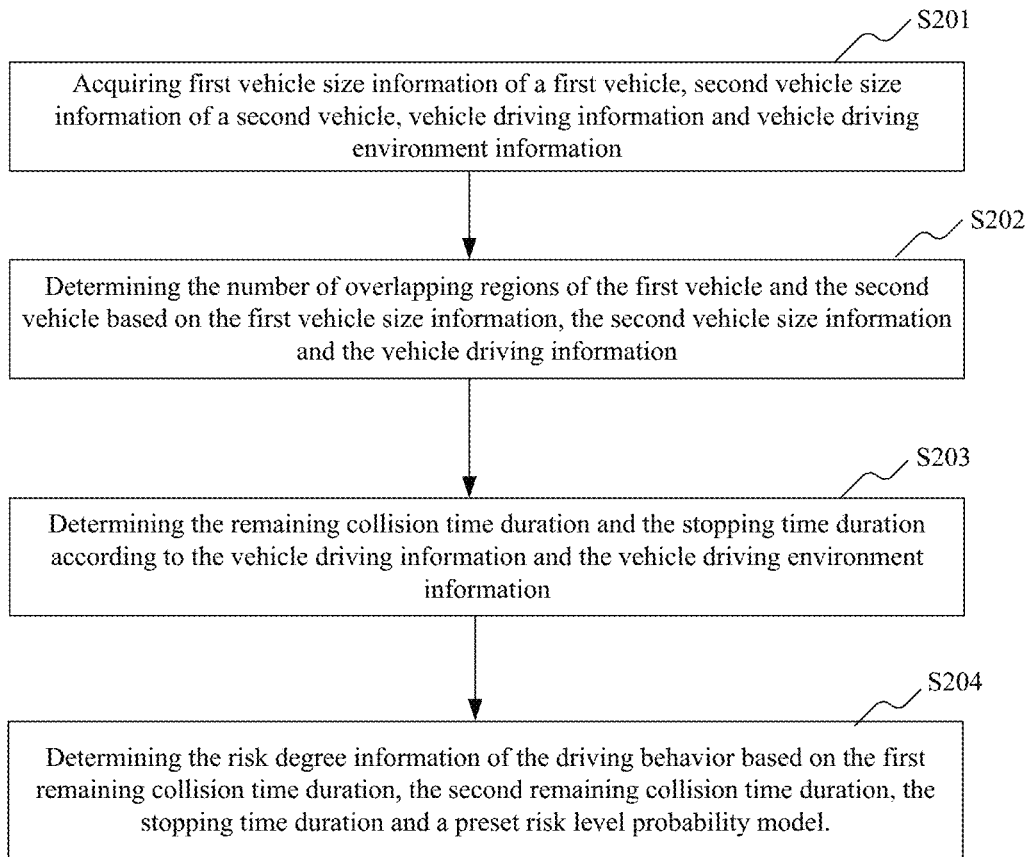 S201
Acquiring first vehicle size information of a first vehicle, second vehicle size
information of a second vehicle, vehicle driving information and vehicle driving
environment information
S202
Determining the number of overlapping regions of the first vehicle and the second
vehicle based on the first vehicle size information, the second vehicle size information
and the vehicle driving information
S203
Determining the remaining collision time duration and the stopping time duration
according to the vehicle driving information and the vehicle driving environment
information
S204
Determining the risk degree information of the driving behavior based on the first
remaining collision time duration, the second remaining collision time duration, the
stopping time duration and a preset risk level probability model.